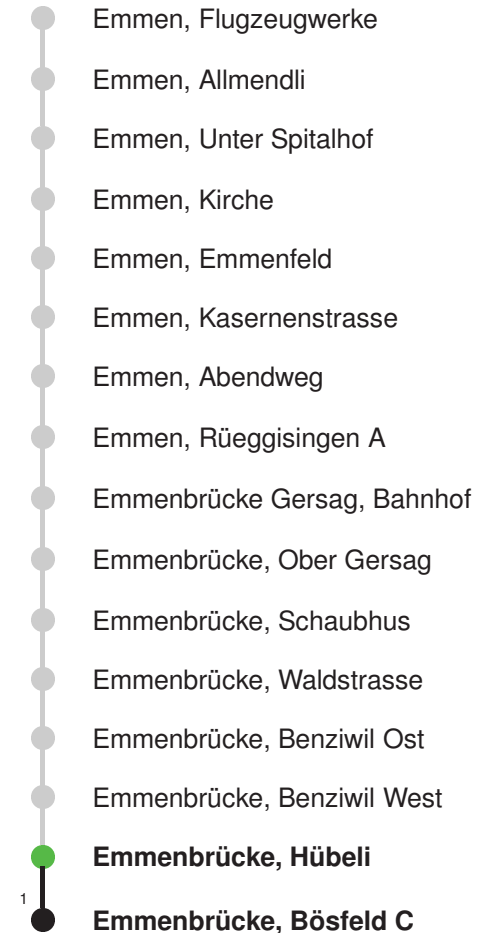 Emmen, Flugzeugwerke
Emmen, Allmendli
Emmen, Unter Spitalhof
Emmen, Kirche
Emmen, Emmenfeld
Emmen, Kasernenstrasse
Emmen, Abendweg
Emmen, Rüeggisingen A
Emmenbrücke Gersag, Bahnhof
Emmenbrücke, Ober Gersag
Emmenbrücke, Schaubhus
Emmenbrücke, Waldstrasse
Emmenbrücke, Benziwil Ost
Emmenbrücke, Benziwil West
Emmenbrücke, Hübeli
1
Emmenbrücke, Bösfeld C